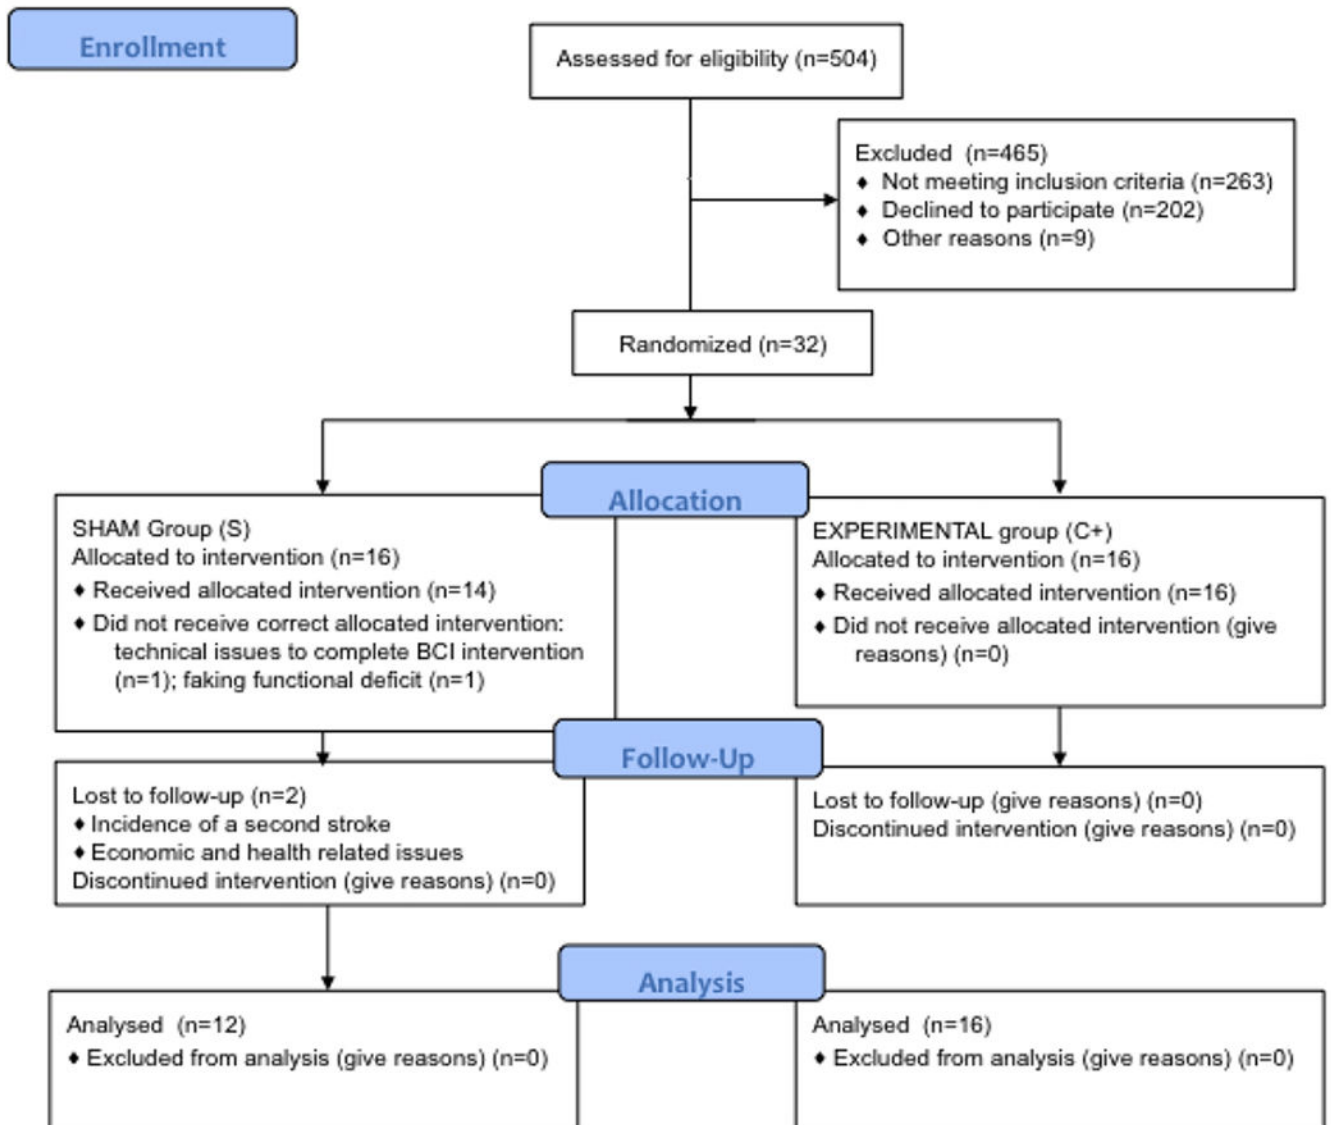 Enrollment
Assessed for eligibility (n=504)
Excluded (n=465)
♦ Not meeting inclusion criteria (n=263)
♦ Declined to participate (n=202)
♦ Other reasons (n=9)
Randomized (n=32)
Allocation
SHAM Group (S)
Allocated to intervention (n=16)
♦ Received allocated intervention (n=14)
♦ Did not receive correct allocated intervention:
technical issues to complete BCI intervention
(n=1); faking functional deficit (n=1)
EXPERIMENTAL group (C+)
Allocated to intervention (n=16)
♦ Received allocated intervention (n=16)
♦ Did not receive allocated intervention (give
reasons) (n=0)
Follow-Up
Lost to follow-up (n=2)
♦ Incidence of a second stroke
♦ Economic and health related issues
Discontinued intervention (give reasons) (n=0)
Lost to follow-up (give reasons) (n=0)
Discontinued intervention (give reasons) (n=0)
Analysis
Analysed (n=12)
♦ Excluded from analysis (give reasons) (n=0)
Analysed (n=16)
♦ Excluded from analysis (give reasons) (n=0)